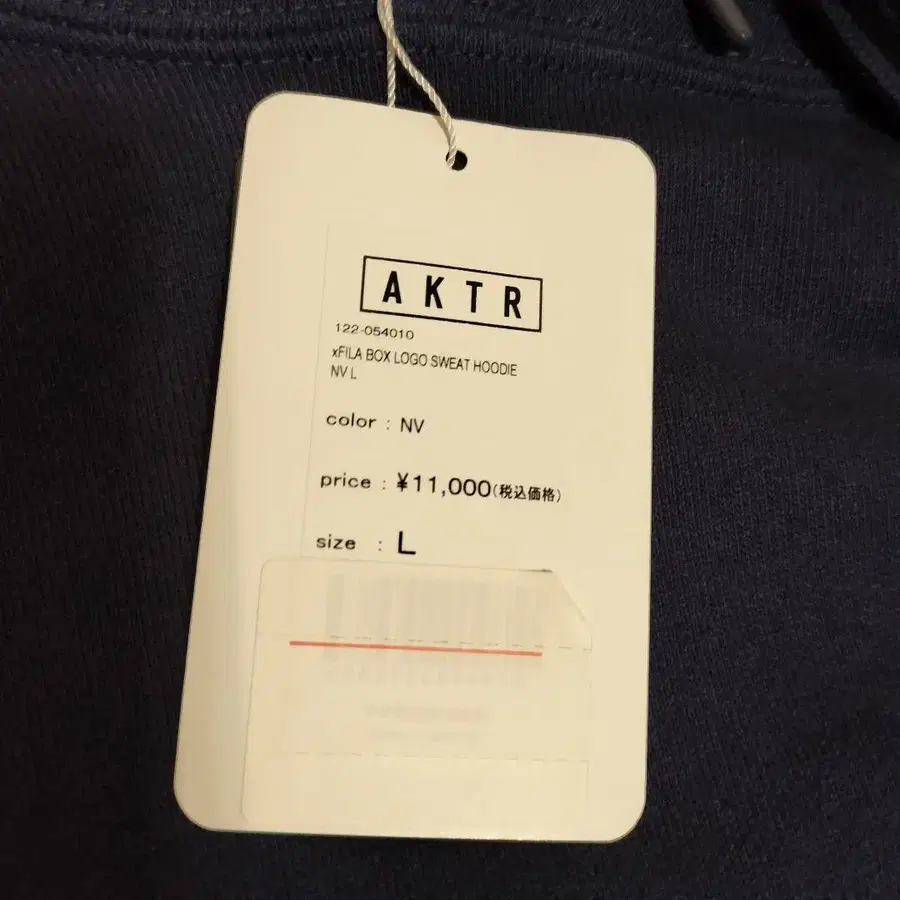 AKTR
122-054010
xFILA BOX LOGO SWEAT HOODIE
NV L
color : NV
price : ¥11,000(税込価格)
size : L